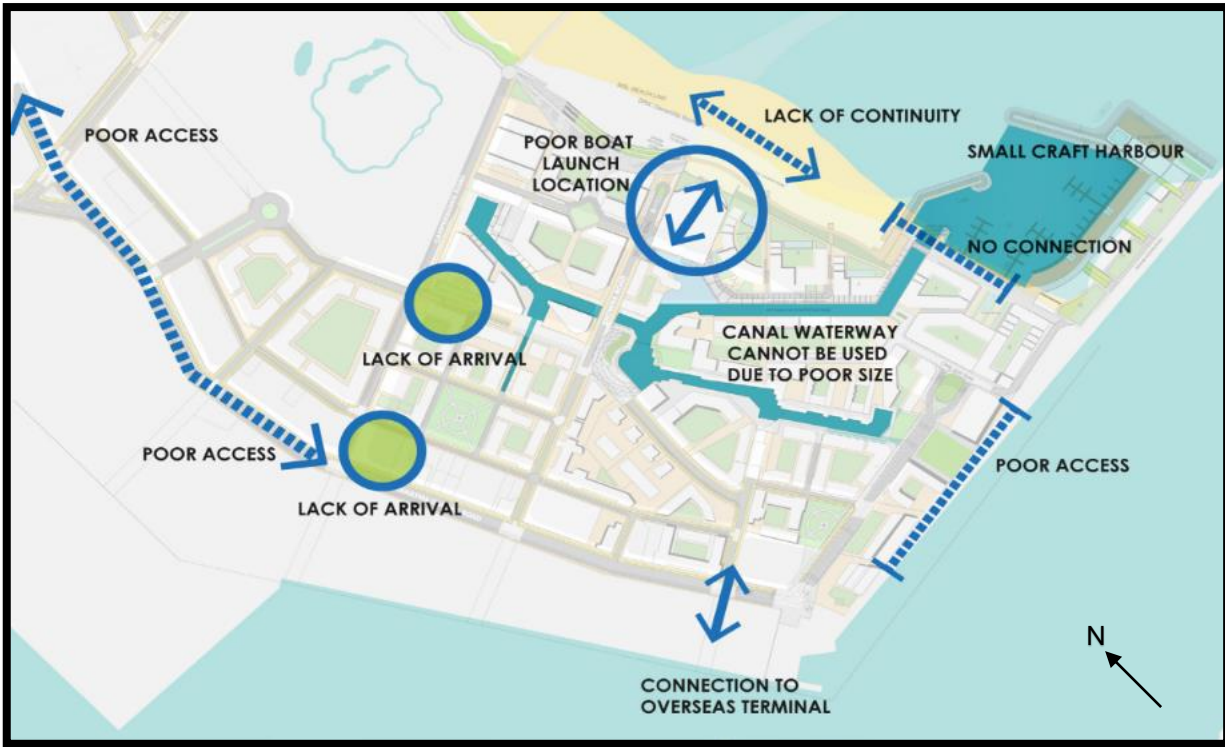 POOR ACCESS
LACK OF CONTINUITY
POOR BOAT
LAUNCH
LOCATION
SMALL CRAFT HARBOUR
NO CONNECTION
LACK OF ARRIVAL
CANAL WATERWAY
CANNOT BE USED
DUE TO POOR SIZE
POOR ACCESS
POOR ACCESS
LACK OF ARRIVAL
N
CONNECTION TO
OVERSEAS TERMINAL